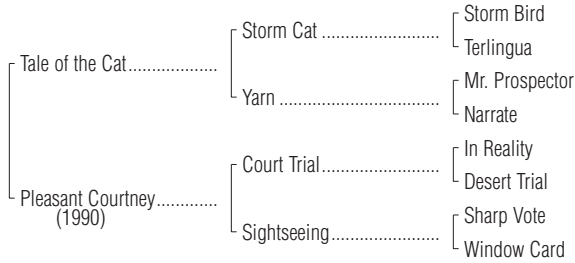 Storm Bird
Storm Cat ...........................
Terlingua
Tale of the Cat...................
Mr. Prospector
Yarn .....................................
Narrate
In Reality
Court Trial...........................
Desert Trial
Pleasant Courtney.............
(1990)
Sharp Vote
Sightseeing.........................
Window Card